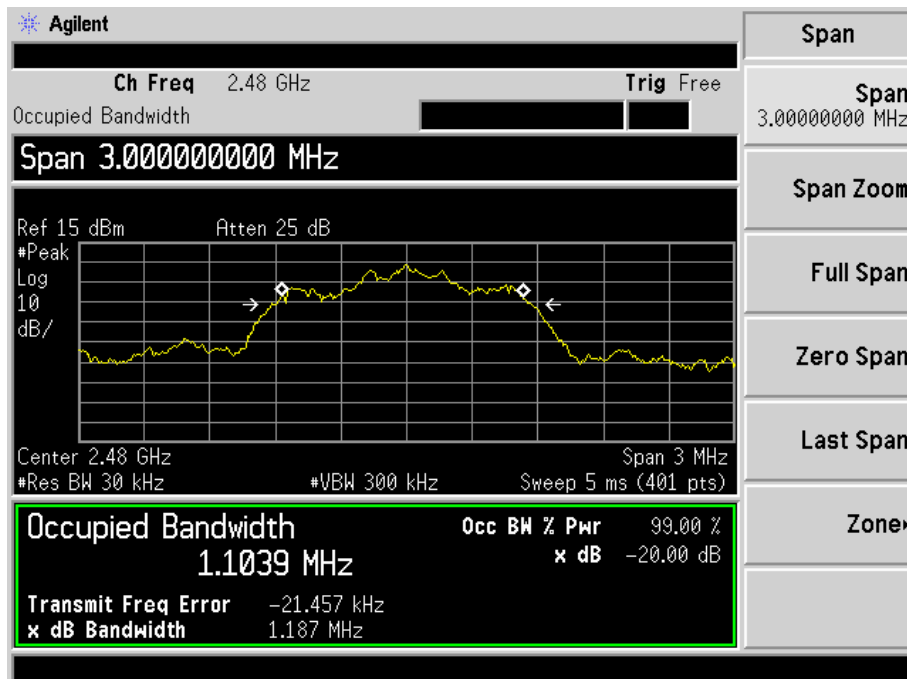 Agilent
Span
Ch Freq 2.48 GHz Trig Free
Occupied Bandwidth
Span
3.00000000 MHz
Span 3.000000000 MHz
Span Zoom
Ref 15 dBm Atten 25 dB
#Peak
Log
10
dB/
Full Span
Zero Span
Last Span
Center 2.48 GHz Span 3 MHz
#Res BW 30 kHz #VBW 300 kHz Sweep 5 ms (401 pts)
Zone
Occupied Bandwidth Occ BW % Pwr 99.00 %
1.1039 MHz x dB -20.00 dB
Transmit Freq Error -21.457 kHz
x dB Bandwidth 1.187 MHz